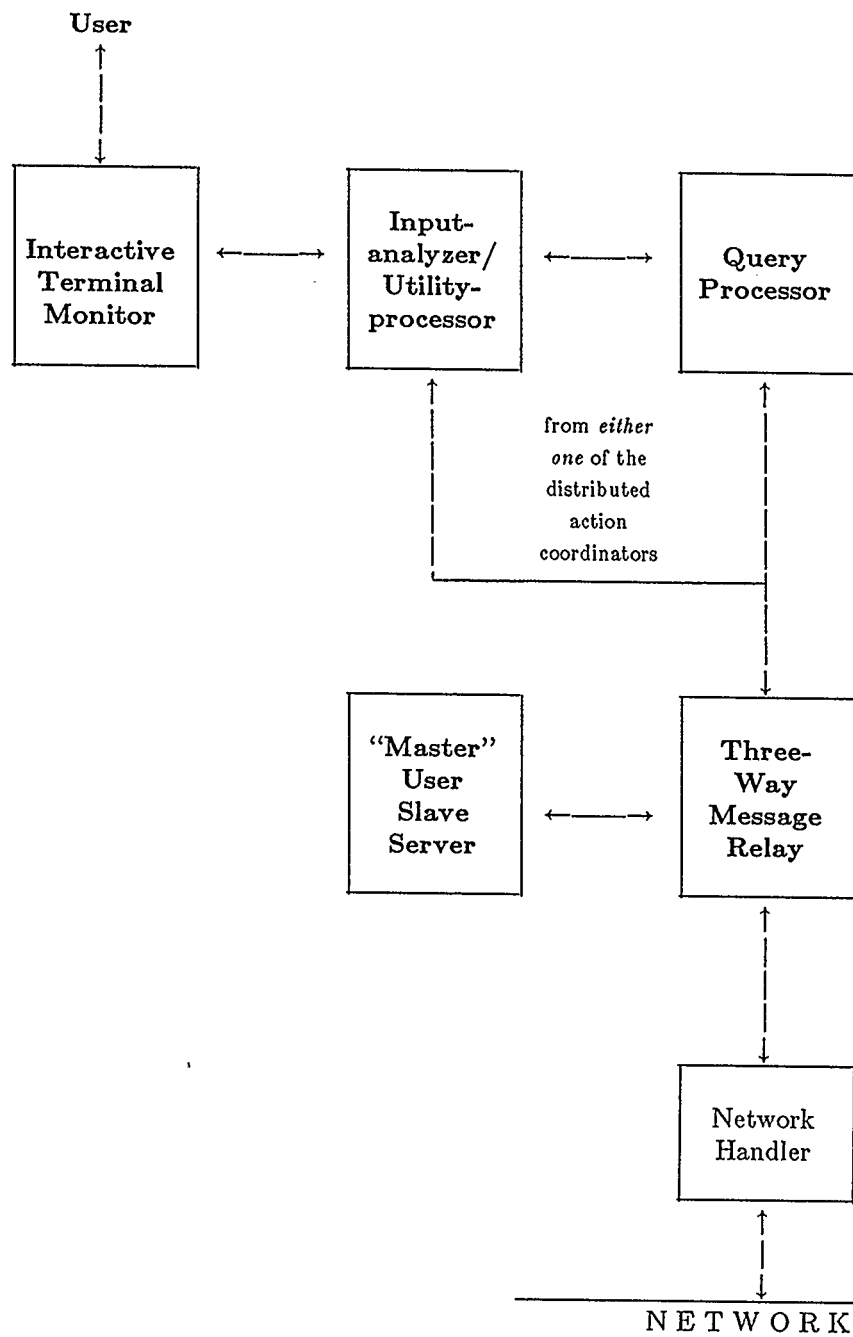 User
Interactive
Terminal
Monitor
Input-
analyzer/
Utility-
processor
Query
Processor
from either
one of the
distributed
action
coordinators
“Master”
User
Slave
Server
Three-
Way
Message
Relay
Network
Handler
NETWORK